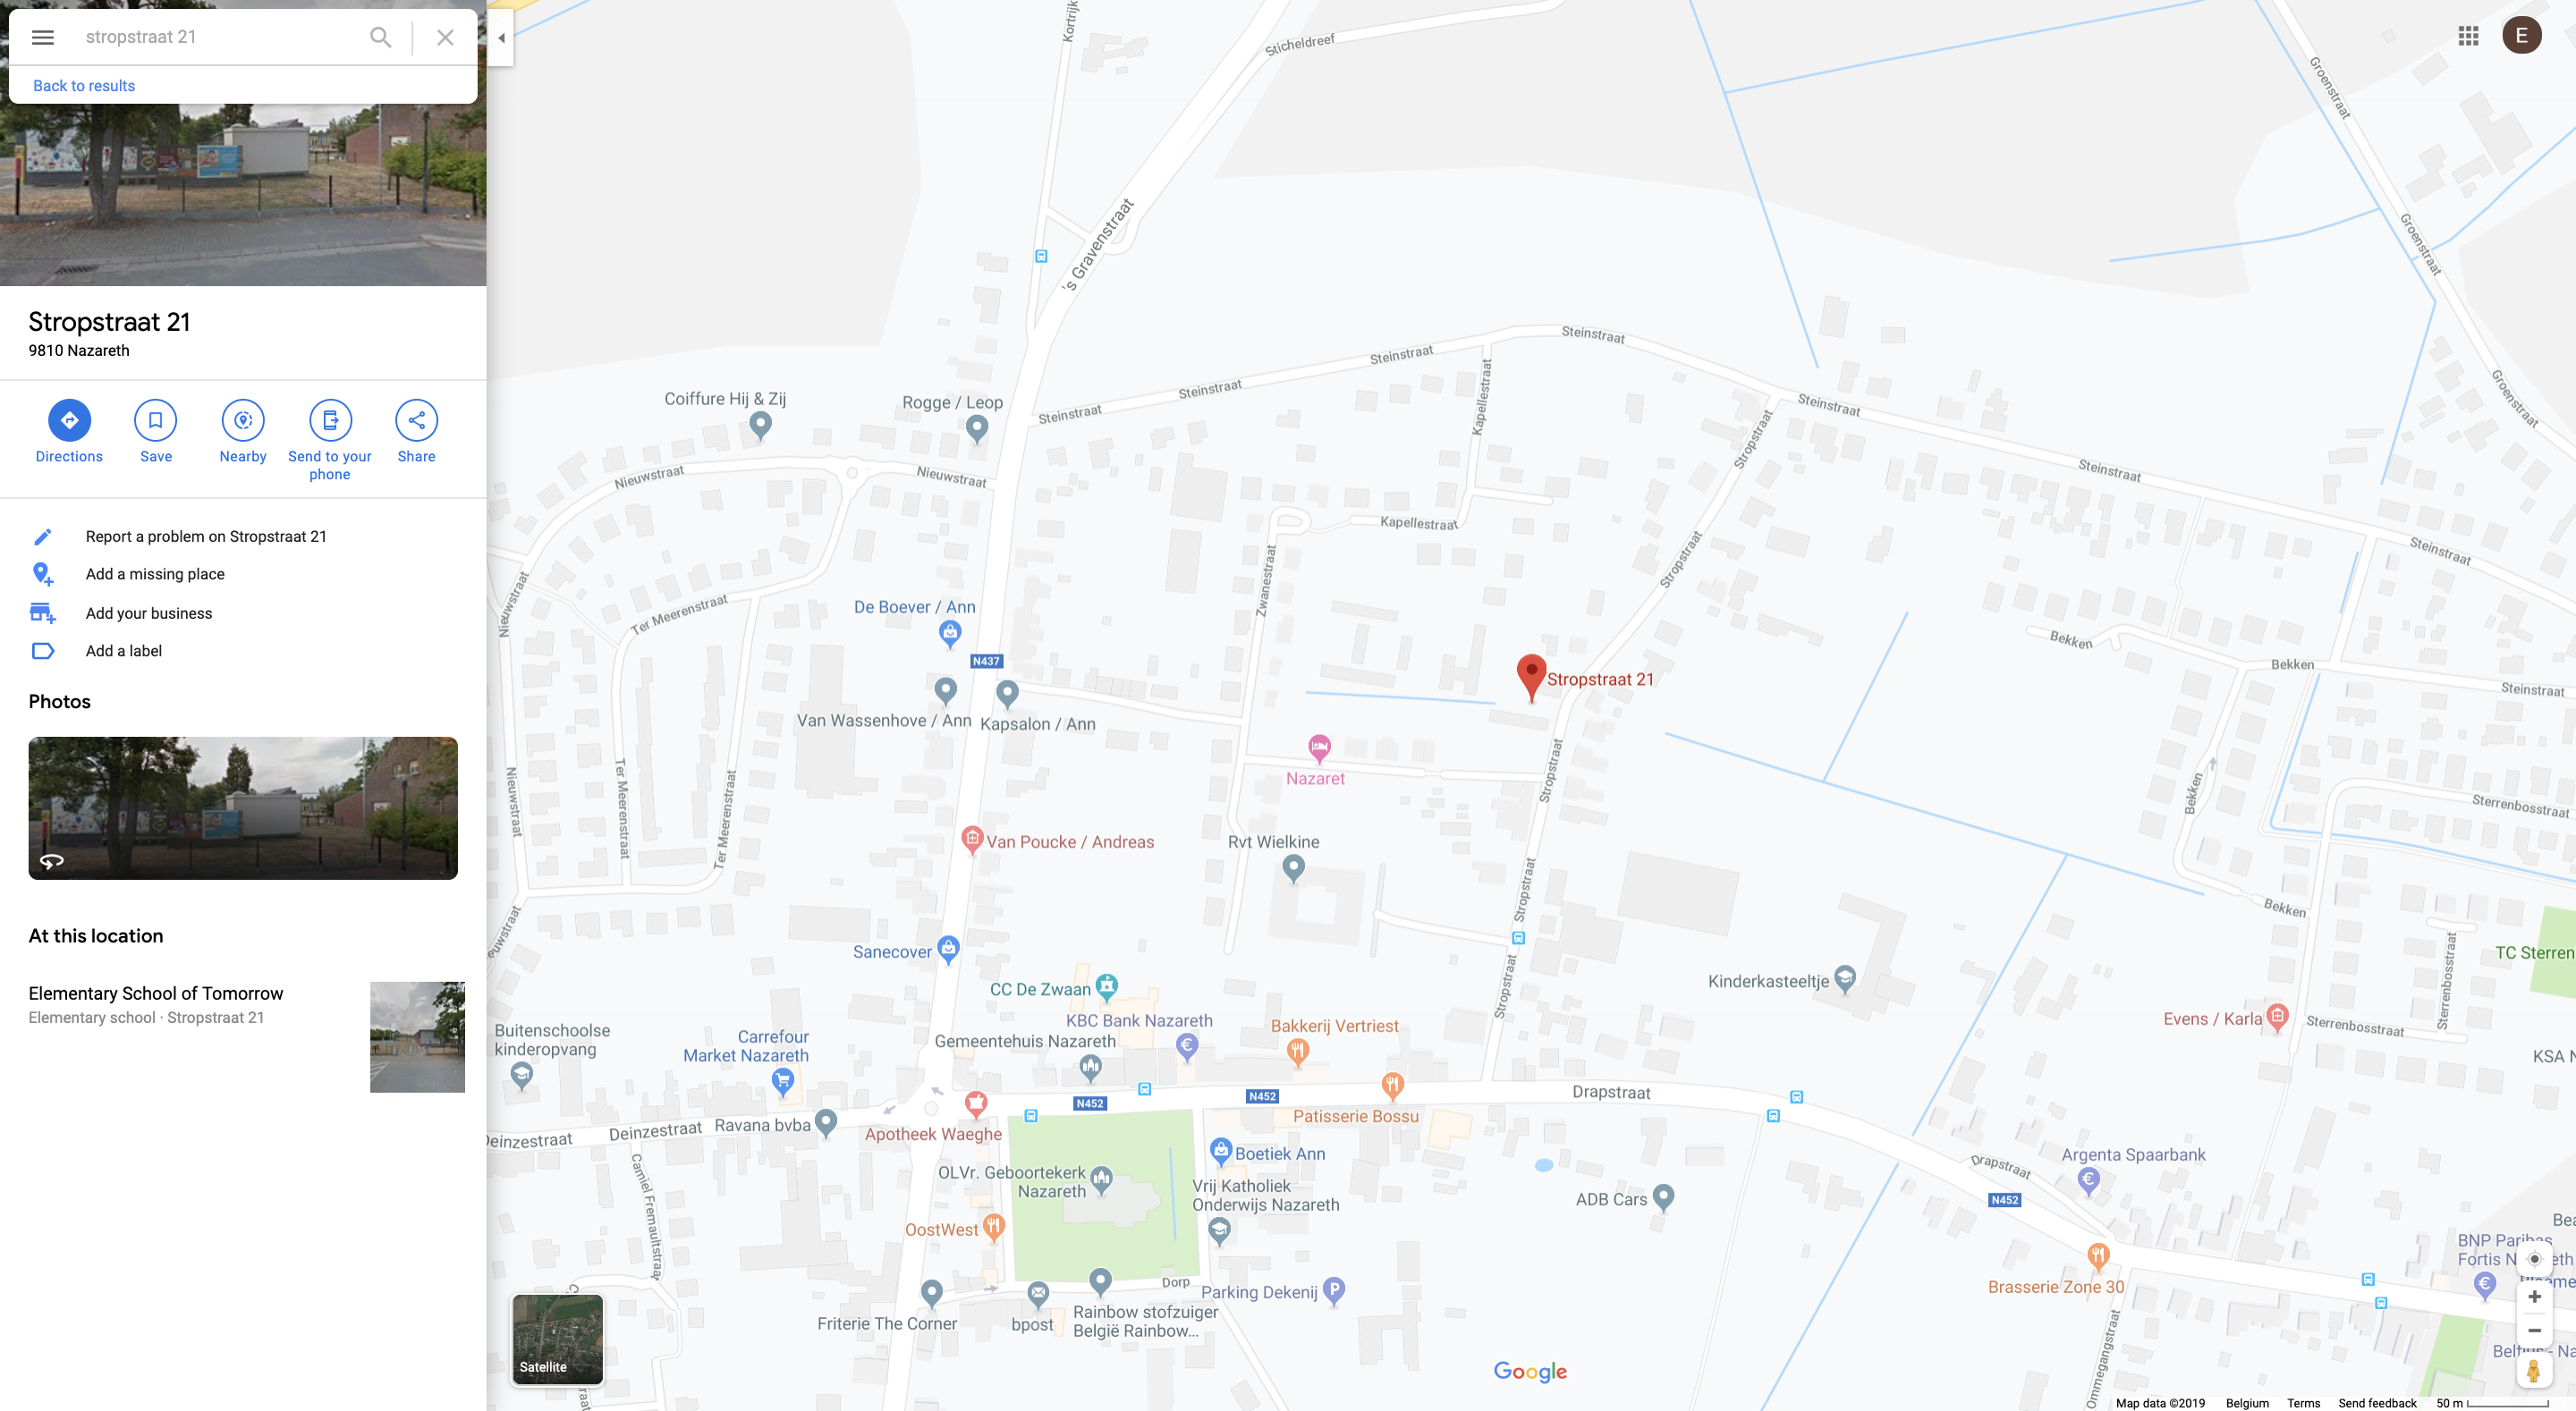 stropstraat 21
Back to results
Stropstraat 21
9810 Nazareth
Directions
Save
Nearby
Send to your
phone
Share
Report a problem on Stropstraat 21
Add a missing place
Add your business
Add a label
Photos
At this location
Elementary School of Tomorrow
Elementary school · Stropstraat 21
Kortrijk
Sticheldreef
E
Groenstraat
's Gravenstraat
Groenstraat
Steinstraat
Steinstraat
Steinstraat
Steinstraat
Kapellestraat
Groenstraat
Coiffure Hij & Zij
Rogge / Leop
Steinstraat
Stropstraat
Nieuwstraat
Nieuwstraat
Steinstraat
Kapellestraat
Steinstraat
Stropstraat
Zwanestraat
Nieuwstraat
Ter Meerenstraat
De Boever / Ann
Bekken
Bekken
N437
Stropstraat 21
Steinstraat
Van Wassenhove / Ann
Kapsalon / Ann
Nazaret
Stropstraat
Bekken
Sterrenbosstraat
Nieuwstraat
Ter Meerenstraat
Ter Meerenstraat
Van Poucke / Andreas
Rvt Wielkine
Stropstraat
Bekken
euwstraat
Sanecover
TC Sterren
Sterrenbosstraat
CC De Zwaan
Stropstraat
Kinderkasteeltje
Evens / Karla
Sterrenbosstraat
Buitenschoolse
kinderopvang
Carrefour
Market Nazareth
KBC Bank Nazareth
Gemeentehuis Nazareth
Bakkerij Vertriest
KSA N
N452
N452
Drapstraat
Deinzestraat
Deinzestraat
Ravana bvba
Apotheek Waeghe
Patisserie Bossu
Camiel Fremaultstraat
OLVr. Geboortekerk
Nazareth
Boetiek Ann
Vrij Katholiek
Onderwijs Nazareth
ADB Cars
Drapstraat
Argenta Spaarbank
N452
OostWest
BNP Paribas
Dorp
Parking Dekenij
Brasserie Zone 30
Friterie The Corner
bpost
Rainbow stofzuiger
België Rainbow...
Ommegangstraat
Satellite
Google
Map data ©2019 Belgium Terms Send feedback 50 m